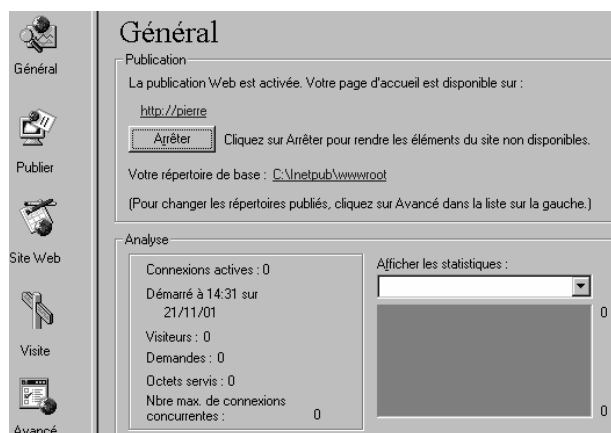 Général
Publier
Site Web
Visite
Avancé
Général
Publication
La publication Web est activée. Votre page d'accueil est disponible sur :
http://pierre
Arrêter
Cliquez sur Arrêter pour rendre les éléments du site non disponibles.
Votre répertoire de base : C:\Inetpub\wwwroot
(Pour changer les répertoires publiés, cliquez sur Avancé dans la liste sur la gauche.)
Analyse
Connexions actives : 0
Démarré à 14:31 sur
21/11/01
Visiteurs : 0
Demandes : 0
Octets servis : 0
Nbre max. de connexions
concurrentes : 0
Afficher les statistiques :
0
0